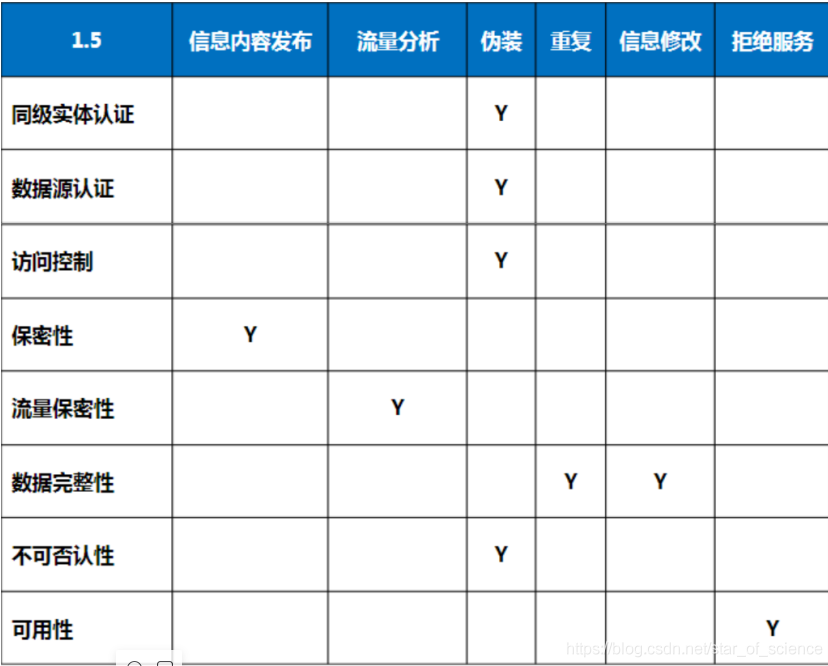 1.5 信息内容发布 流量分析 伪装 重复 信息修改 拒绝服务
同级实体认证 Y
数据源认证 Y
访问控制 Y
保密性 Y
流量保密性 Y
数据完整性 Y Y
不可否认性 Y
可用性 Y
https://blog.csdn.net/star_of_science